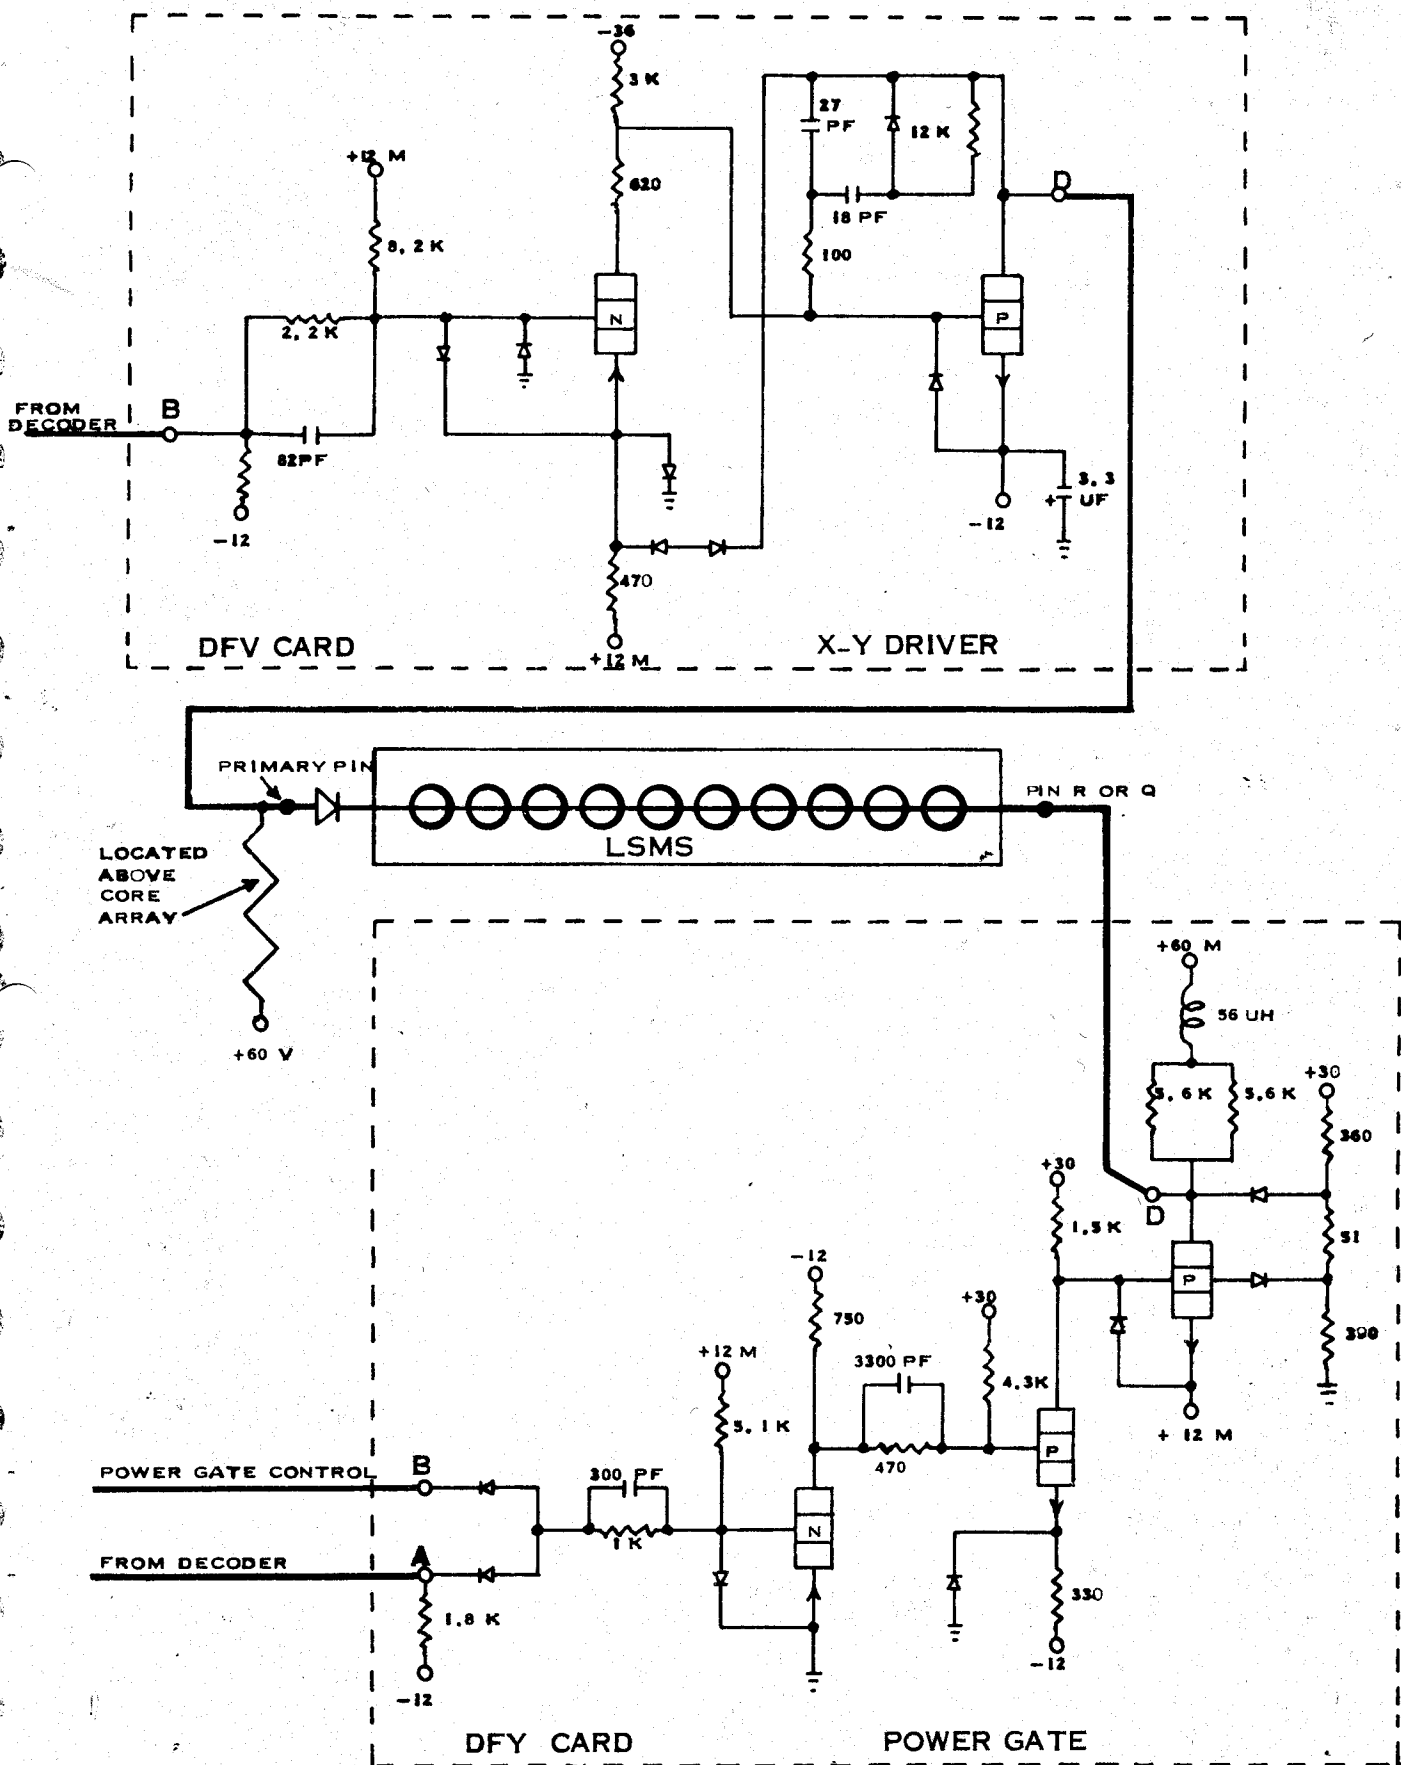 -36
3 K
27
PF
12 K
+12 M
620
D
18 PF
8, 2 K
100
N
P
2, 2 K
FROM
DECODER
B
82PF
3, 3
UF
+
-12
-12
470
DFV CARD
+12 M
X-Y DRIVER
PRIMARY PIN
PIN R OR Q
LSMS
LOCATED
ABOVE
CORE
ARRAY
+60 M
56 UH
+60 V
+30
5, 6 K
5,6 K
360
+30
D
1,5 K
51
-12
P
+30
750
390
+12 M
3300 PF
4.3K
5, 1 K
+ 12 M
P
POWER GATE CONTROL
B
300 PF
470
N
1 K
FROM DECODER
A
1,8 K
330
-12
-12
DFY CARD
POWER GATE